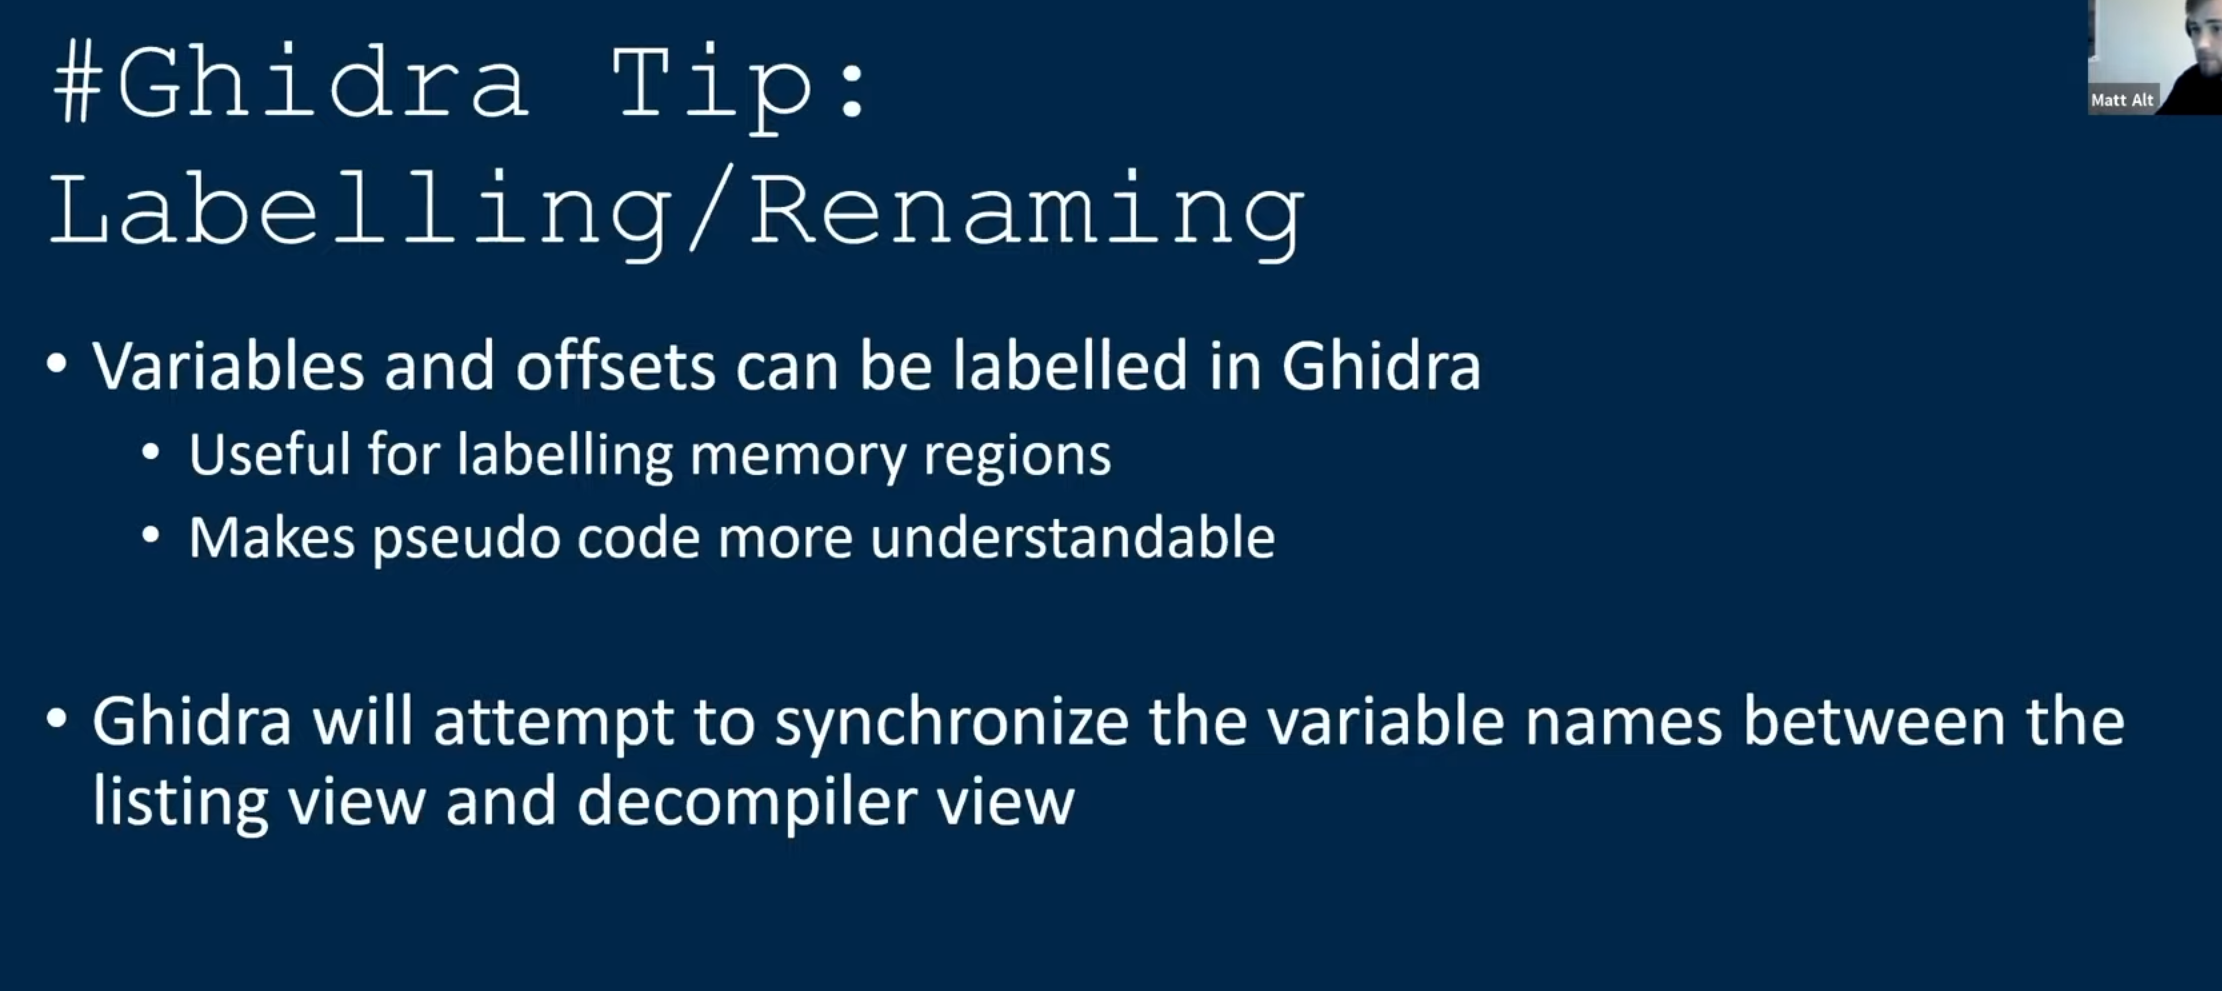 #Ghidra Tip:
Labelling/Renaming
Matt Alt
• Variables and offsets can be labelled in Ghidra
• Useful for labelling memory regions
• Makes pseudo code more understandable
• Ghidra will attempt to synchronize the variable names between the
listing view and decompiler view